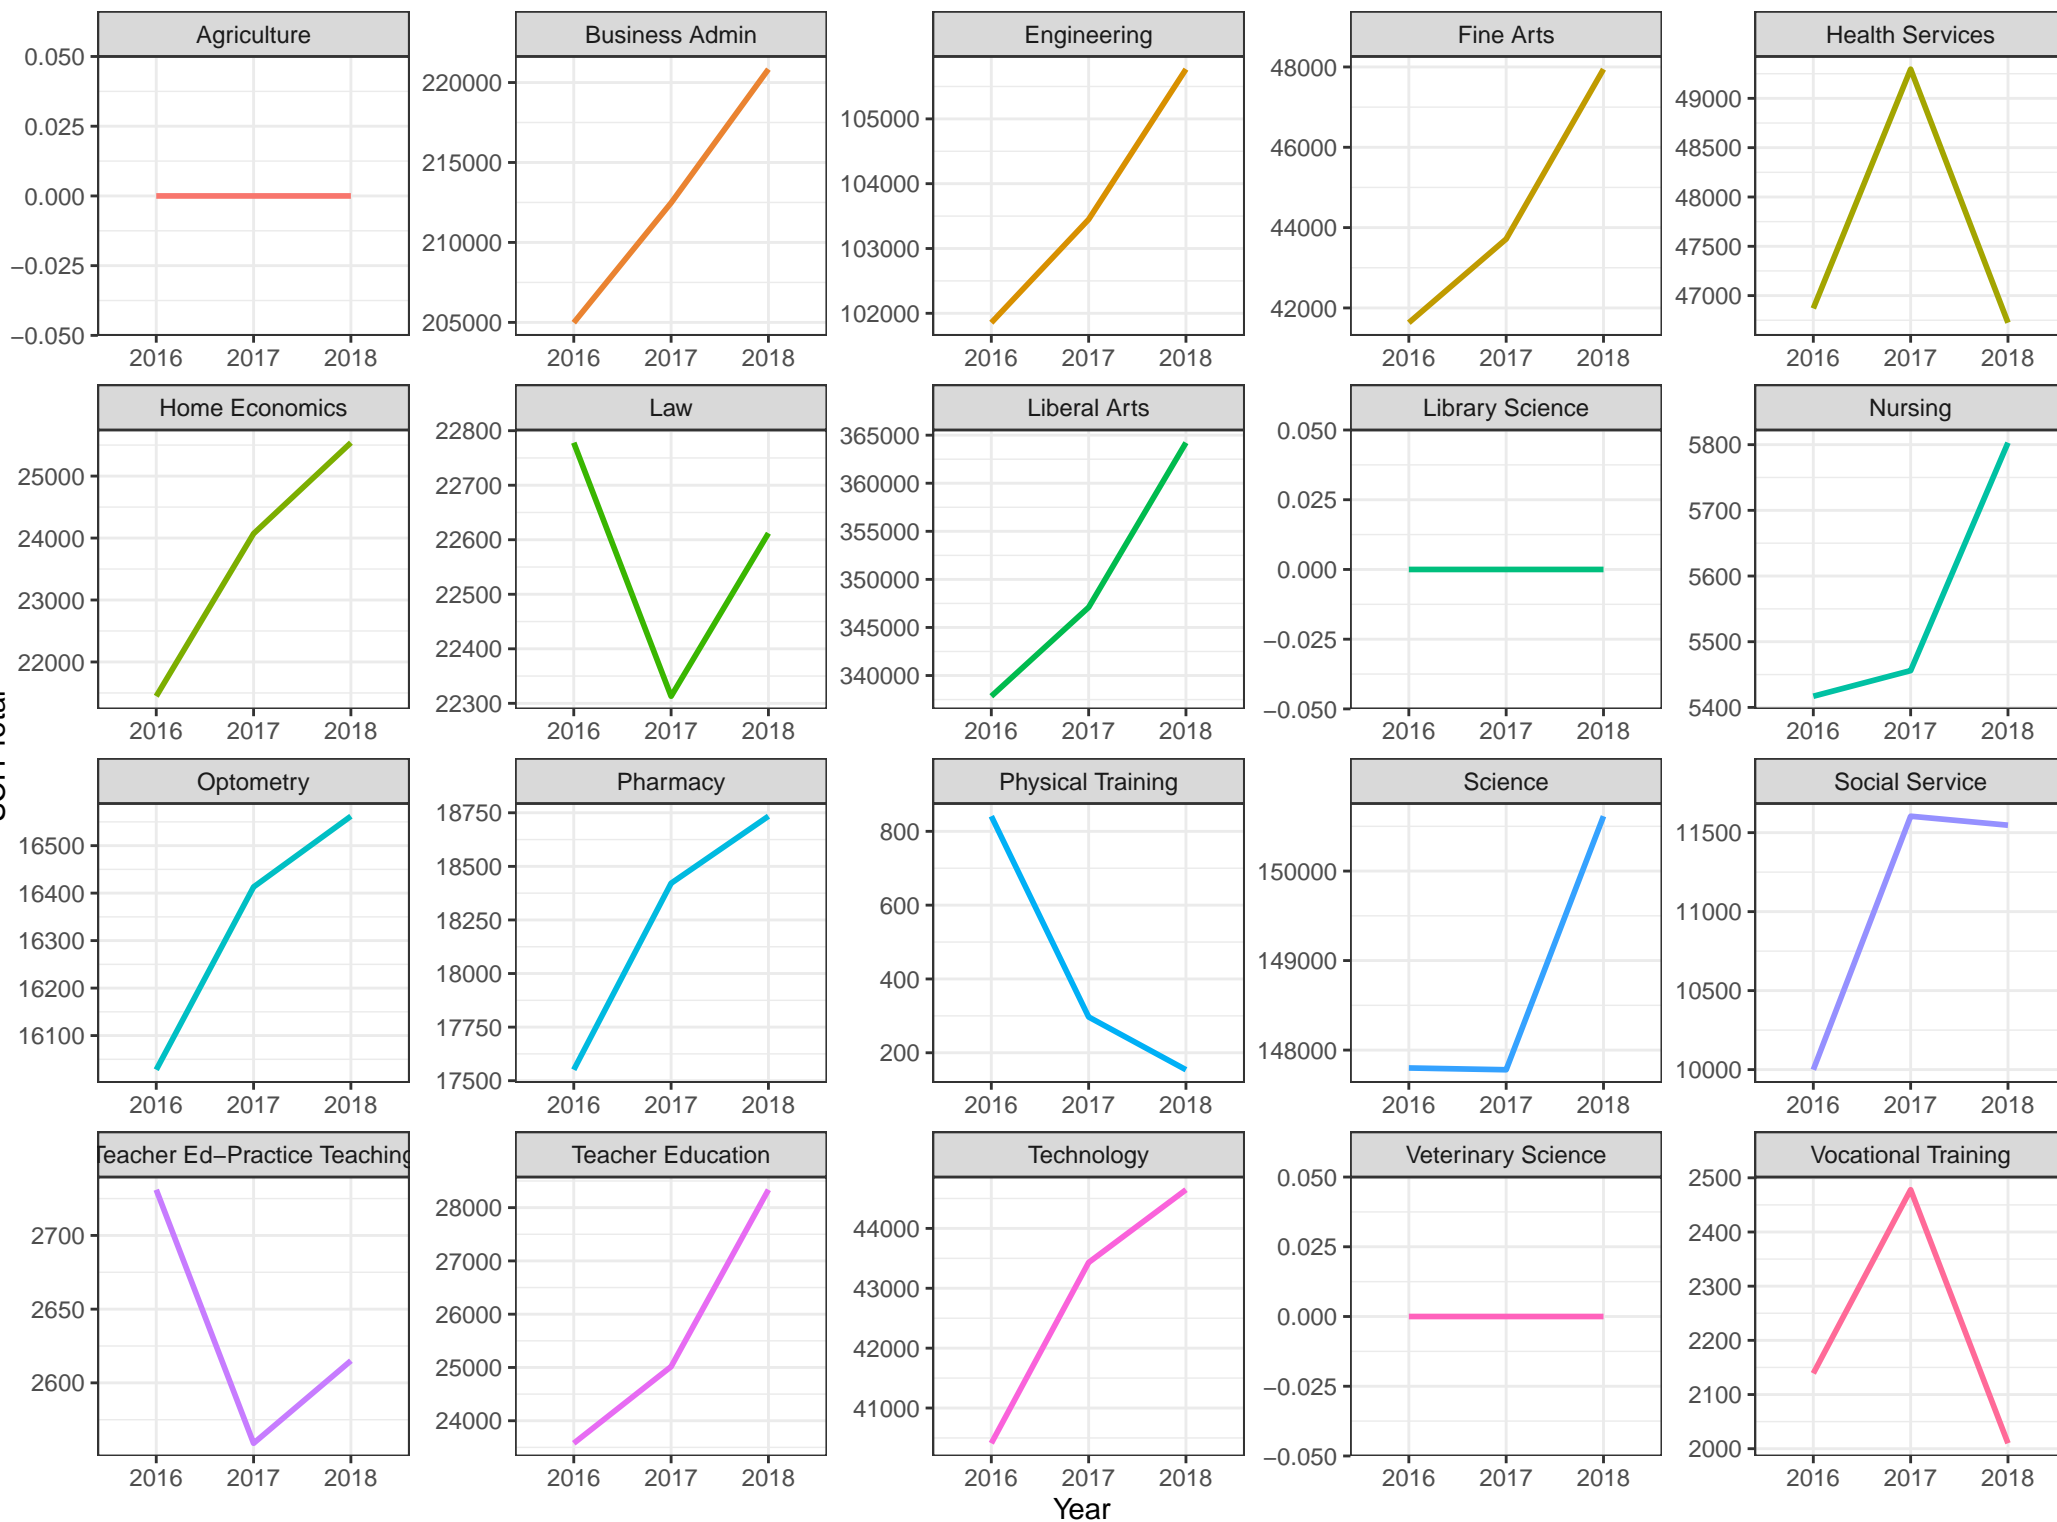 Agriculture
Business Admin
Engineering
Fine Arts
Health Services
0.050
0.025
0.000
−0.025
−0.050
220000
215000
210000
205000
105000
104000
103000
102000
48000
46000
44000
42000
49000
48500
48000
47500
47000
2016 2017 2018
2016 2017 2018
2016 2017 2018
2016 2017 2018
2016 2017 2018
Home Economics
Law
Liberal Arts
Library Science
Nursing
25000
24000
23000
22000
22800
22700
22600
22500
22400
22300
365000
360000
355000
350000
345000
340000
0.050
0.025
0.000
−0.025
−0.050
5800
5700
5600
5500
5400
2016 2017 2018
2016 2017 2018
2016 2017 2018
2016 2017 2018
2016 2017 2018
Optometry
Pharmacy
Physical Training
Science
Social Service
16500
16400
16300
16200
16100
18750
18500
18250
18000
17750
17500
800
600
400
200
150000
149000
148000
11500
11000
10500
10000
2016 2017 2018
2016 2017 2018
2016 2017 2018
2016 2017 2018
2016 2017 2018
Teacher Ed−Practice Teaching
Teacher Education
Technology
Veterinary Science
Vocational Training
2700
2650
2600
28000
27000
26000
25000
24000
44000
43000
42000
41000
0.050
0.025
0.000
−0.025
−0.050
2500
2400
2300
2200
2100
2000
2016 2017 2018
2016 2017 2018
2016 2017 2018
2016 2017 2018
2016 2017 2018
Year